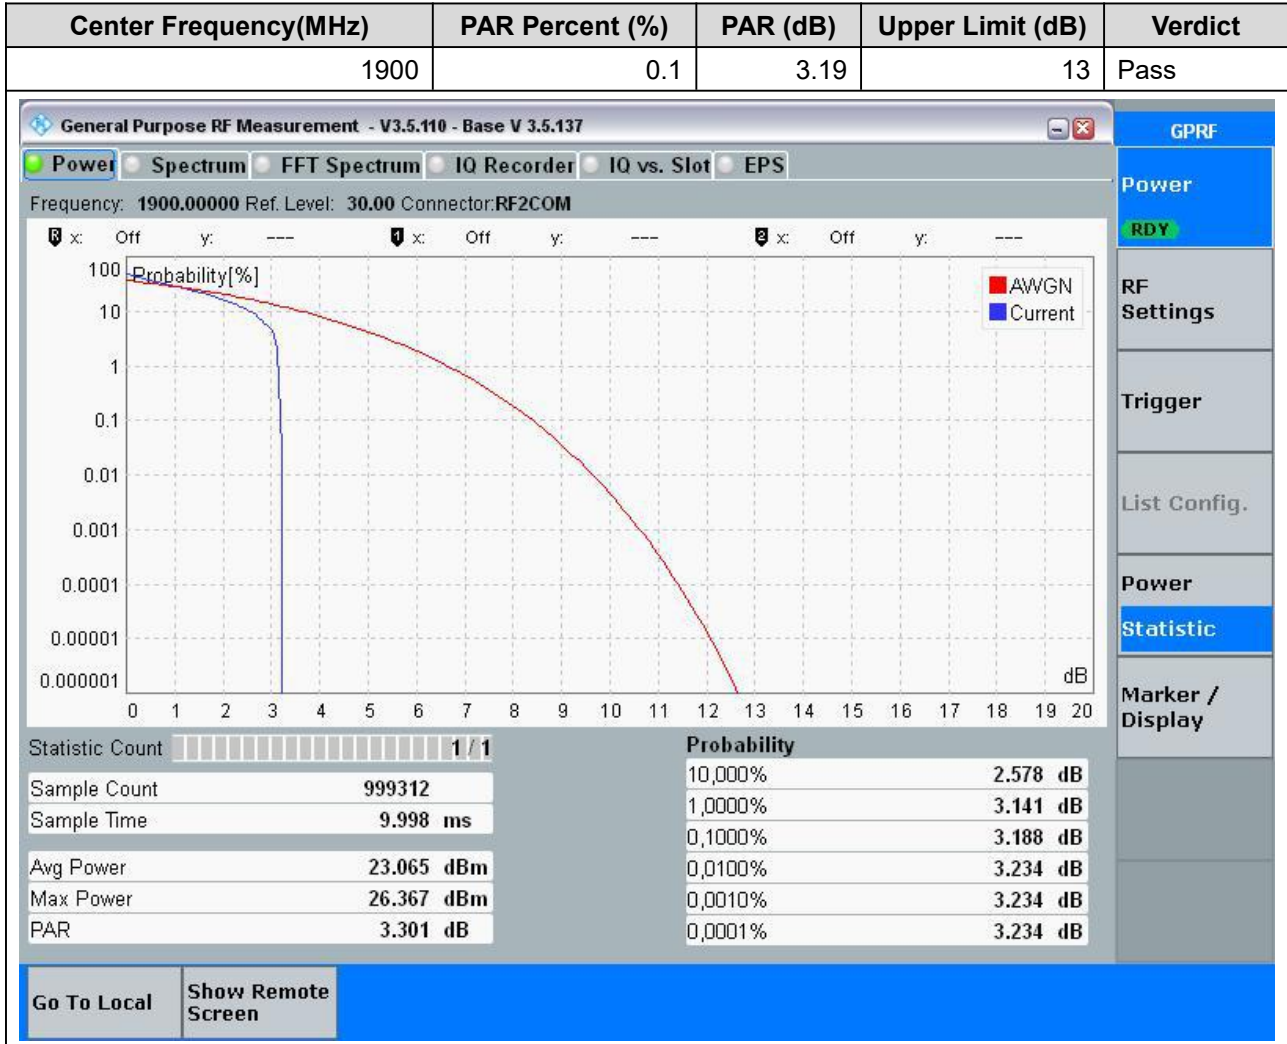 Center Frequency(MHz) PAR Percent (%) PAR (dB) Upper Limit (dB) Verdict
1900 0.1 3.19 13 Pass
General Purpose RF Measurement - V3.5.110 - Base V 3.5.137
GPRF
Power Spectrum FFT Spectrum IQ Recorder IQ vs. Slot EPS
Power
RDY
Frequency: 1900.00000 Ref. Level: 30.00 Connector:RF2COM
R x: Off y: --- 1 x: Off y: --- 2 x: Off y: ---
Probability[%]
AWGN
Current
100
10
1
0.1
0.01
0.001
0.0001
0.00001
0.000001
dB
0 1 2 3 4 5 6 7 8 9 10 11 12 13 14 15 16 17 18 19 20
RF
Settings
Trigger
List Config.
Power
Statistic
Marker /
Display
Statistic Count 1 / 1
Sample Count 999312
Sample Time 9.998 ms
Avg Power 23.065 dBm
Max Power 26.367 dBm
PAR 3.301 dB
Probability
10,000% 2.578 dB
1,0000% 3.141 dB
0,1000% 3.188 dB
0,0100% 3.234 dB
0,0010% 3.234 dB
0,0001% 3.234 dB
Go To Local
Show Remote
Screen